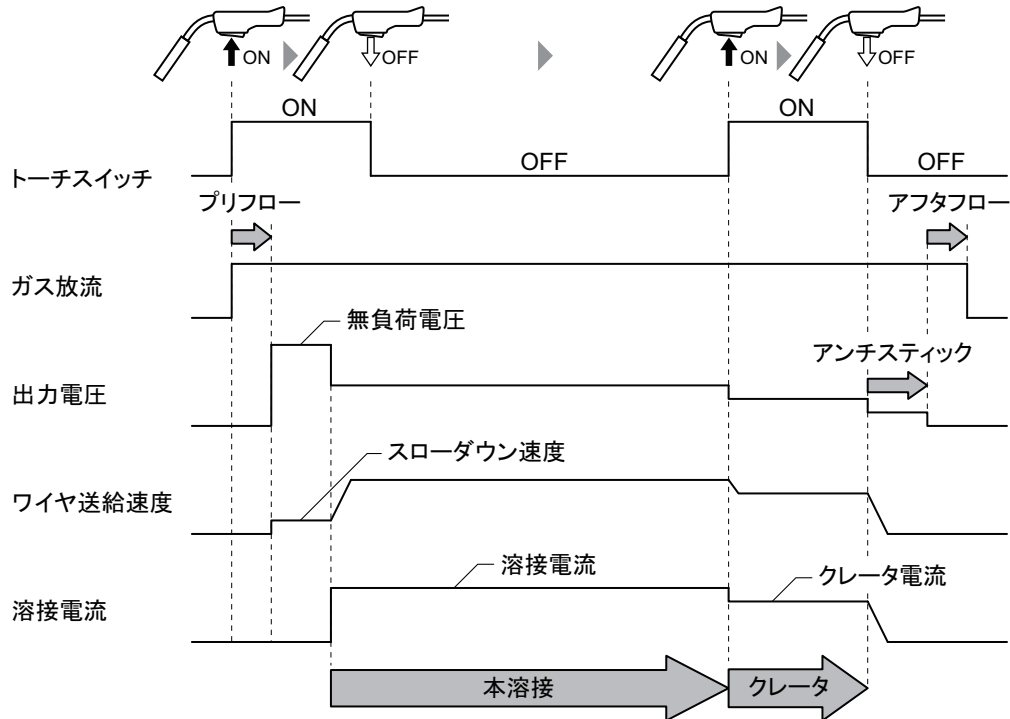 ON
OFF
ON
OFF
ON
ON
OFF
OFF
トーチスイッチ
プリフロー
アフタフロー
ガス放流
無負荷電圧
アンチスティック
出力電圧
スローダウン速度
ワイヤ送給速度
溶接電流
クレータ電流
溶接電流
本溶接
クレータ